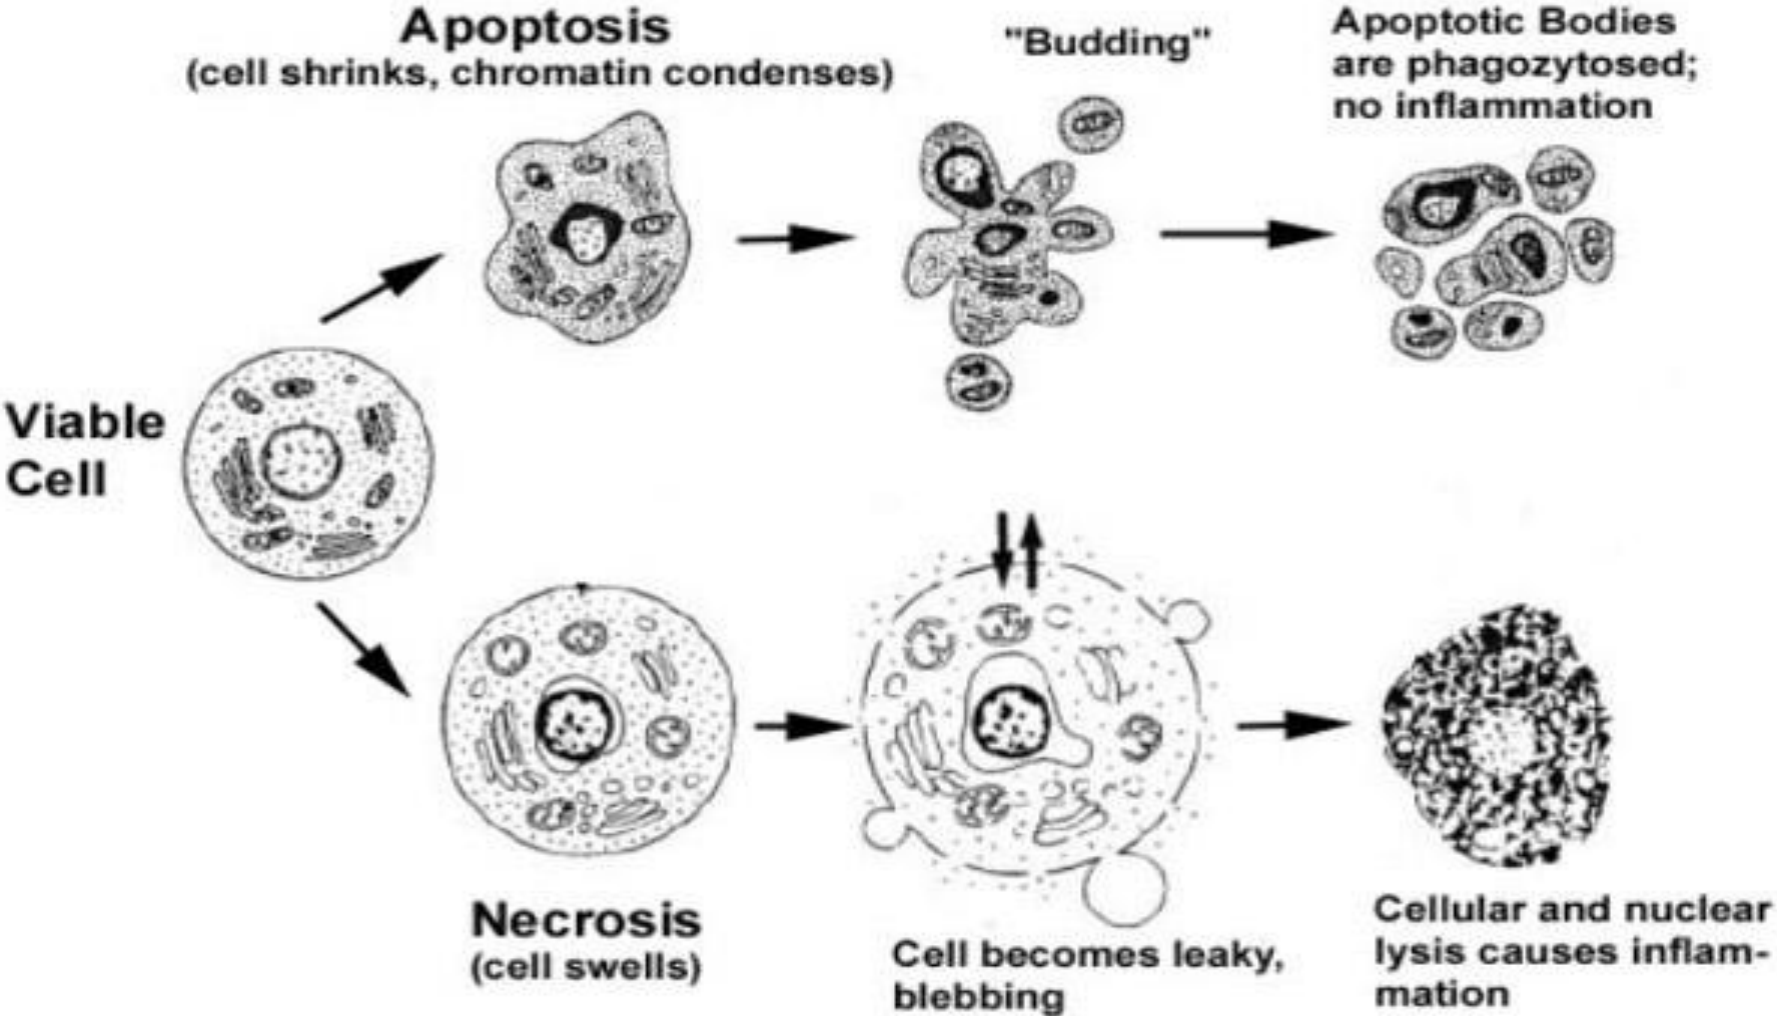 Apoptosis
(cell shrinks, chromatin condenses)
"Budding"
Apoptotic Bodies
are phagozytosed;
no inflammation
Viable
Cell
Necrosis
(cell swells)
Cell becomes leaky,
blebbing
Cellular and nuclear
lysis causes inflam-
mation